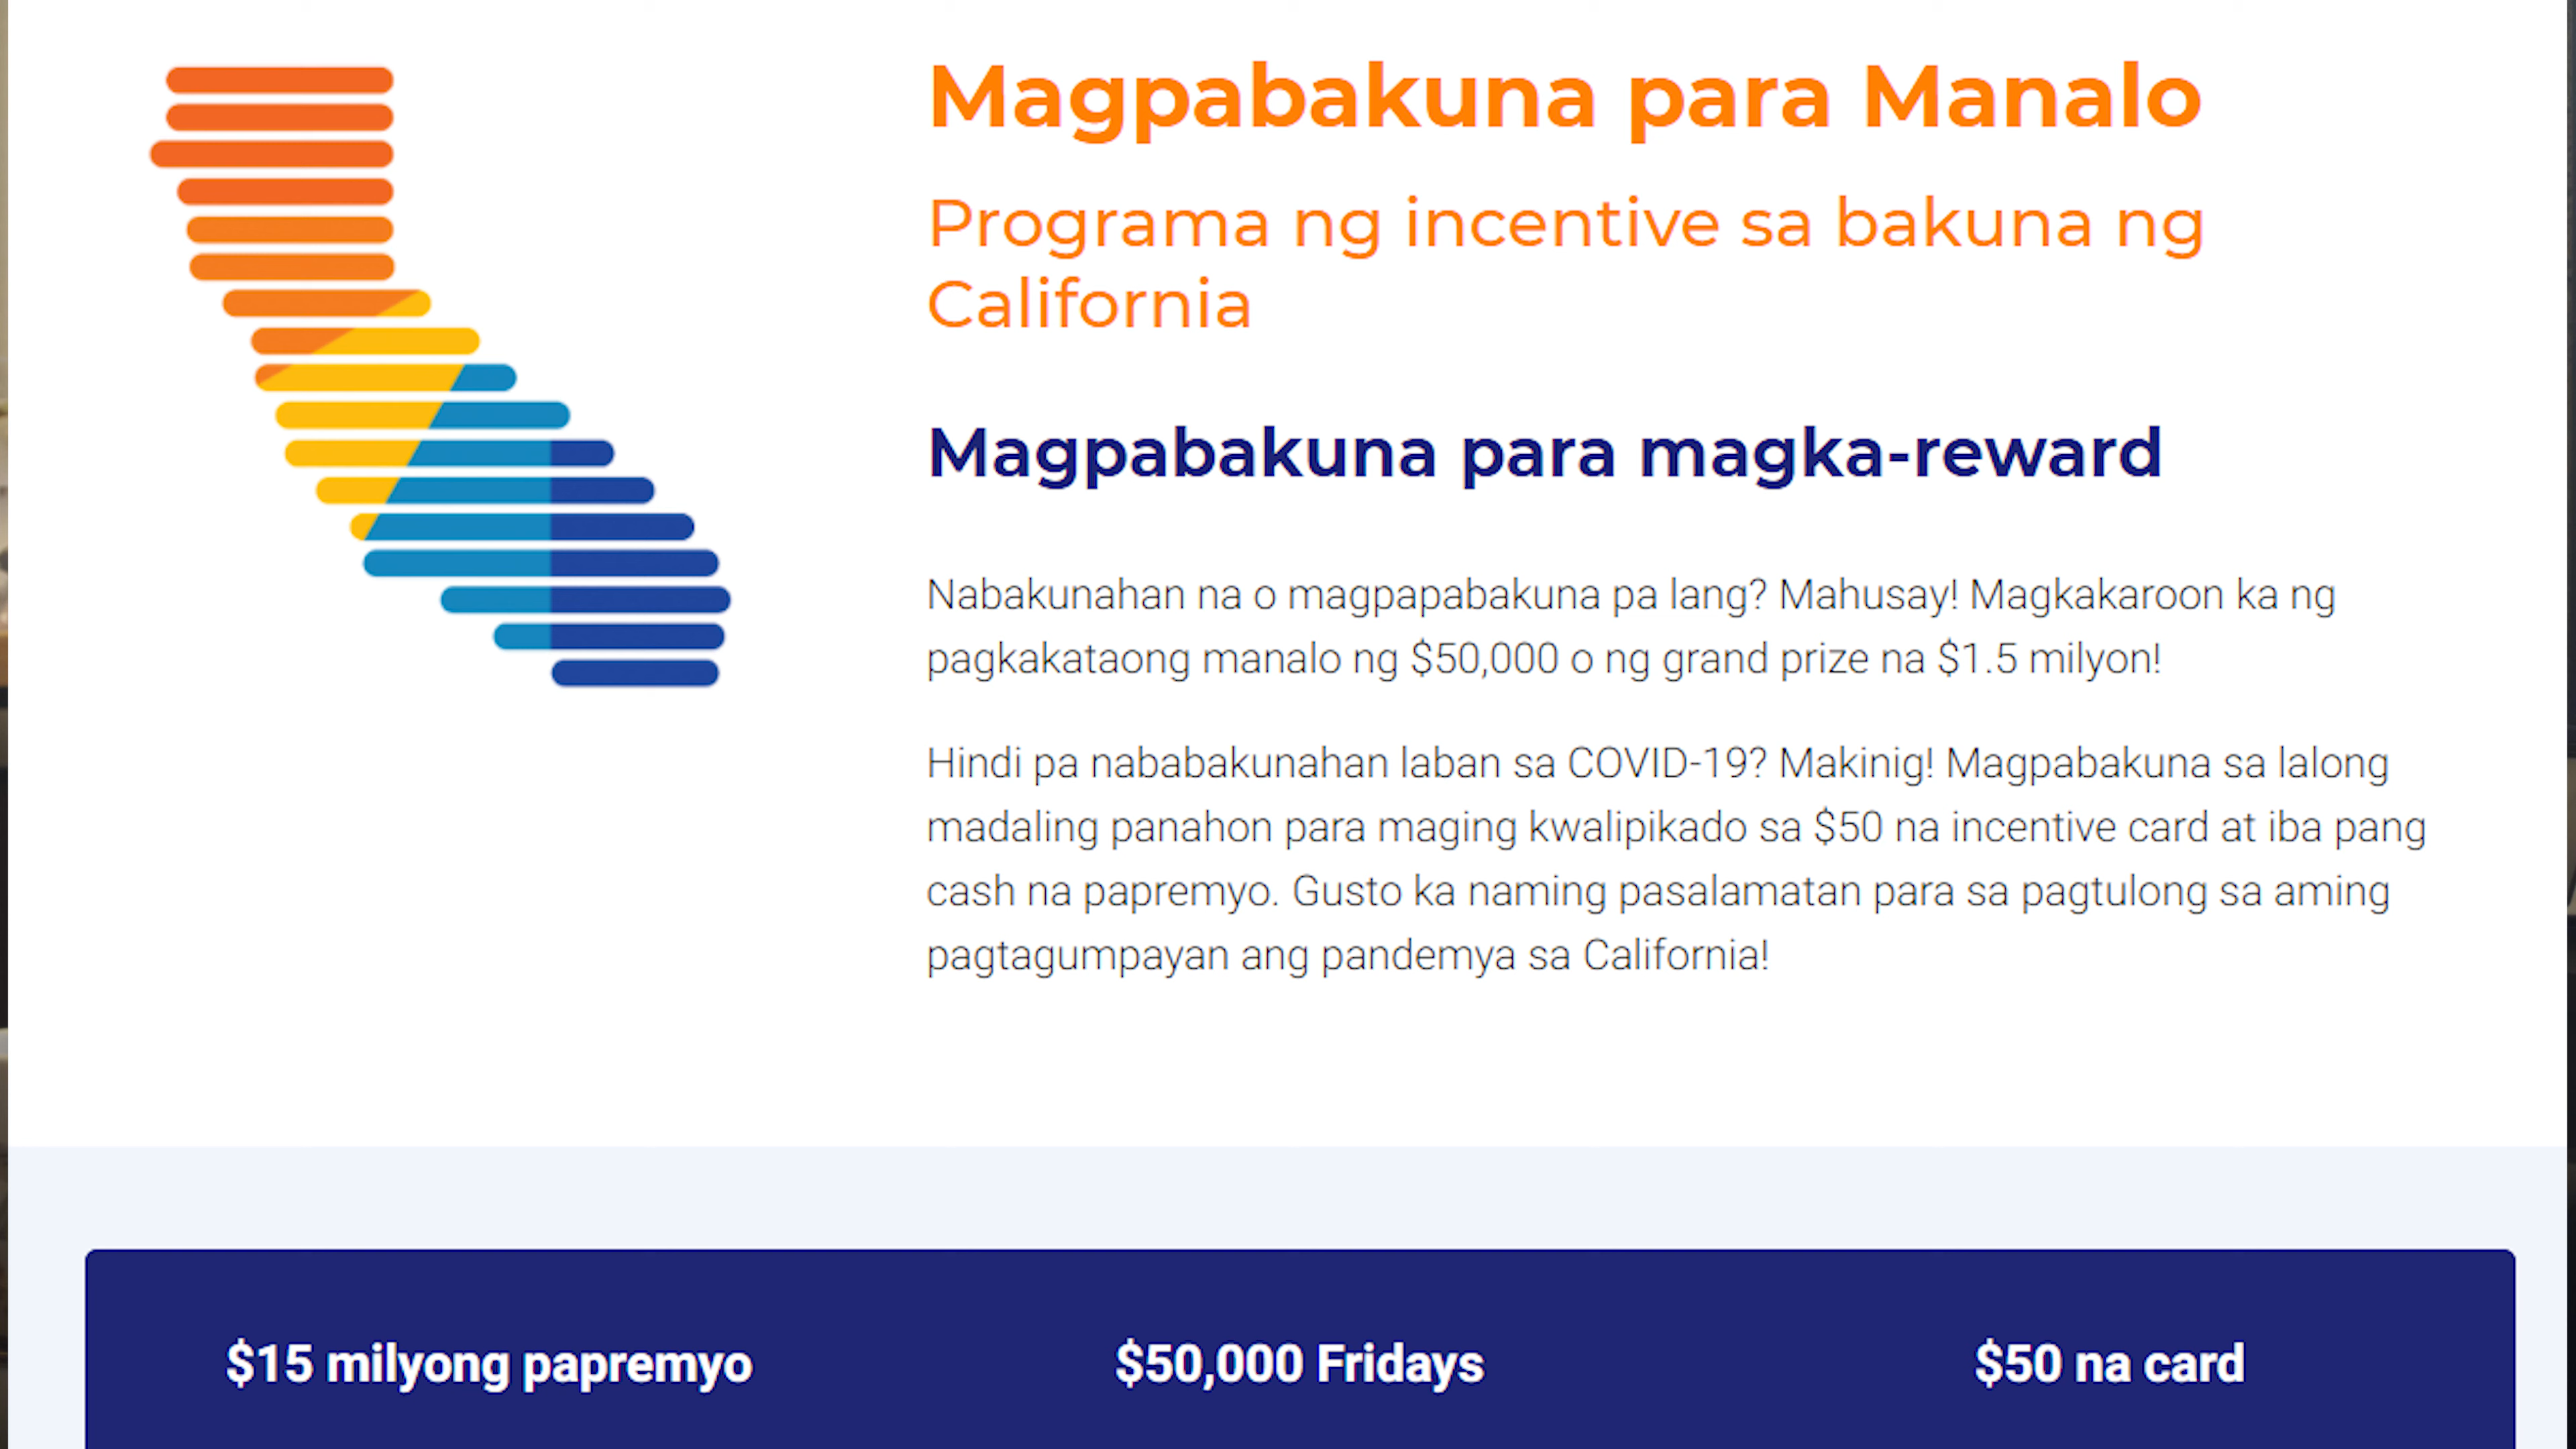 Magpabakuna para Manalo
Programa ng incentive sa bakuna ng
California
Magpabakuna para magka-reward
Nabakunahan na o magpapabakuna pa lang? Mahusay! Magkakaroon ka ng
pagkakataong manalo ng $50,000 o ng grand prize na $1.5 milyon!
Hindi pa nababakunahan laban sa COVID-19? Makinig! Magpabakuna sa lalong
madaling panahon para maging kwalipikado sa $50 na incentive card at iba pang
cash na papremyo. Gusto ka naming pasalamatan para sa pagtulong sa aming
pagtagumpayan ang pandemya sa California!
$15 milyong papremyo
$50,000 Fridays
$50 na card